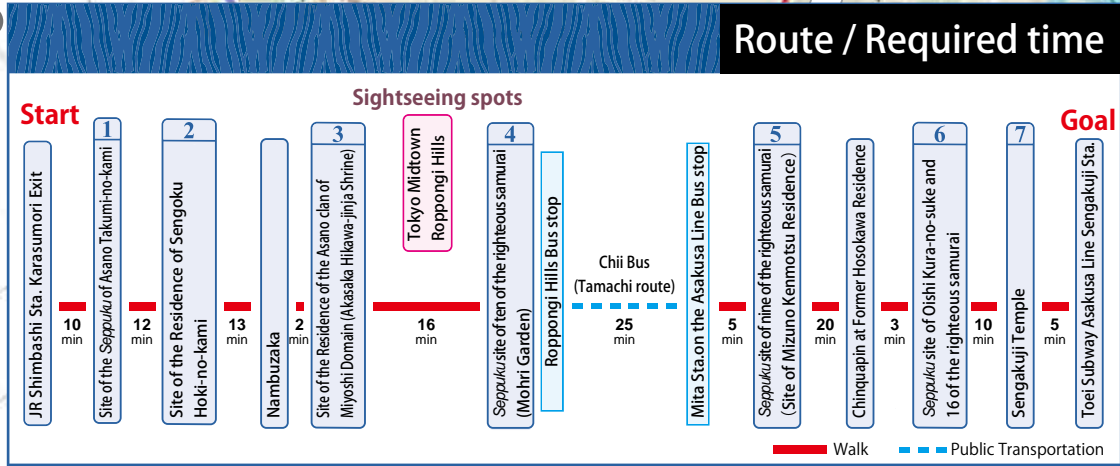 Route / Required time
Sightseeing spots
Start
Goal
JR Shimbashi Sta. Karasumori Exit
10
min
1
Site of the Seppuku of Asano Takumi-no-kami
12
min
2
Site of the Residence of Sengoku
Hoki-no-kami
13
min
Nambuzaka
2
min
3
Site of the Residence of the Asano clan of
Miyoshi Domain (Akasaka Hikawa-jinja Shrine)
Tokyo Midtown
Roppongi Hills
16
min
4
Seppuku site of ten of the righteous samurai
(Mohri Garden)
Roppongi Hills Bus stop
Chii Bus
(Tamachi route)
25
min
Mita Sta.on the Asakusa Line Bus stop
5
min
5
Seppuku site of nine of the righteous samurai
(Site of Mizuno Kenmotsu Residence)
20
min
Chinquapin at Former Hosokawa Residence
3
min
6
Seppuku site of Oishi Kura-no-suke and
16 of the righteous samurai
10
min
7
Sengakuji Temple
5
min
Toei Subway Asakusa Line Sengakuji Sta.
Walk
Public Transportation